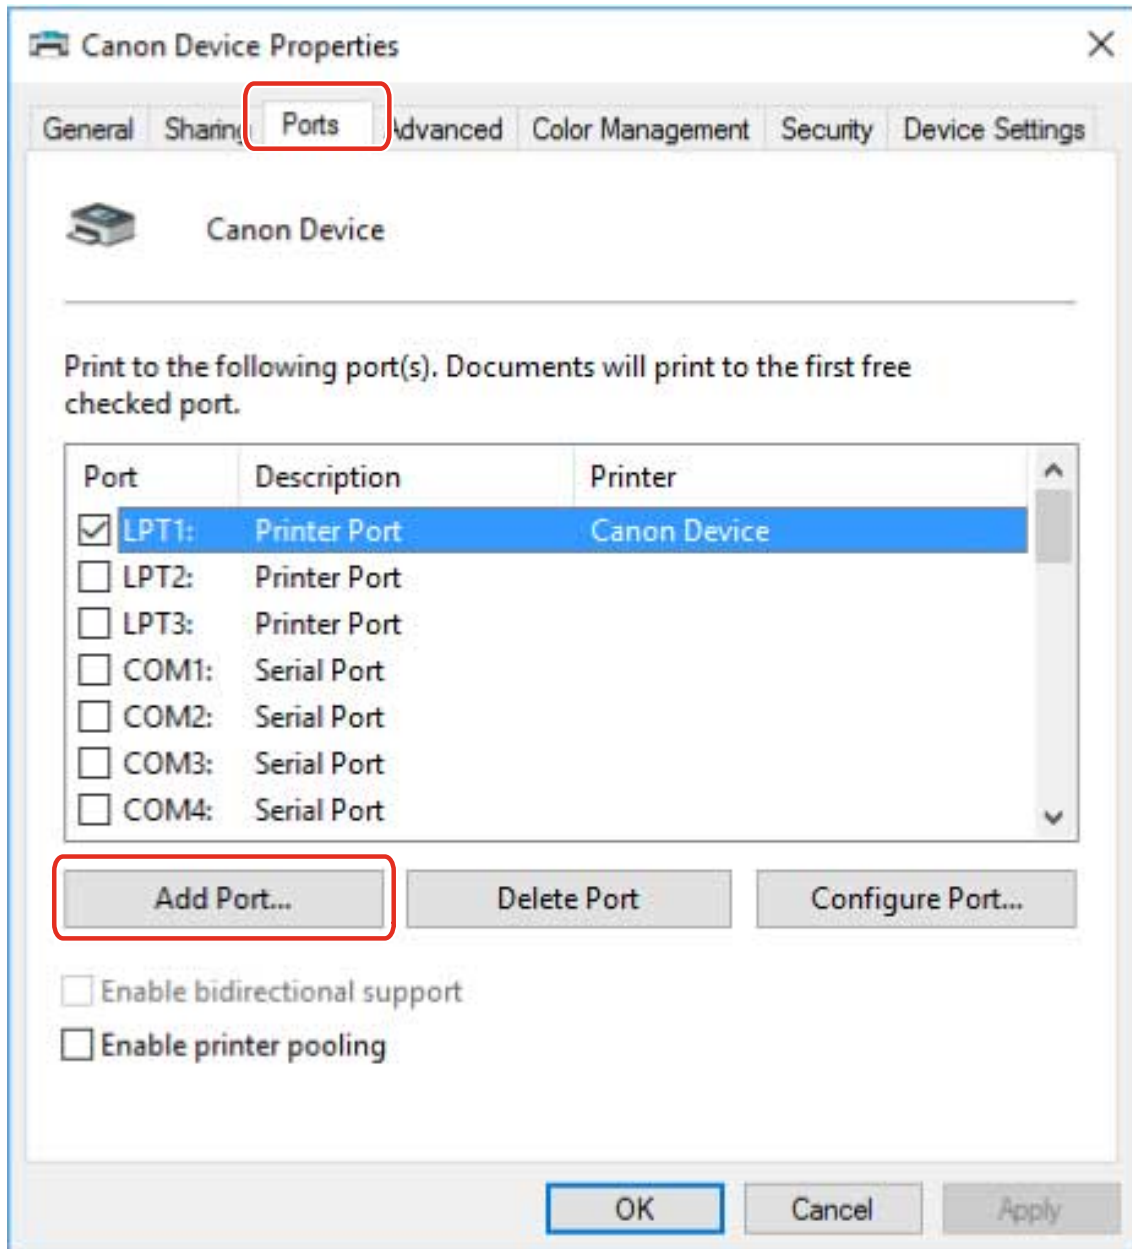 Canon Device Properties
General Sharing Ports Advanced Color Management Security Device Settings
Canon Device
Print to the following port(s). Documents will print to the first free
checked port.
Port Description Printer
LPT1: Printer Port Canon Device
LPT2: Printer Port
LPT3: Printer Port
COM1: Serial Port
COM2: Serial Port
COM3: Serial Port
COM4: Serial Port
Add Port... Delete Port Configure Port...
Enable bidirectional support
Enable printer pooling
OK Cancel Apply